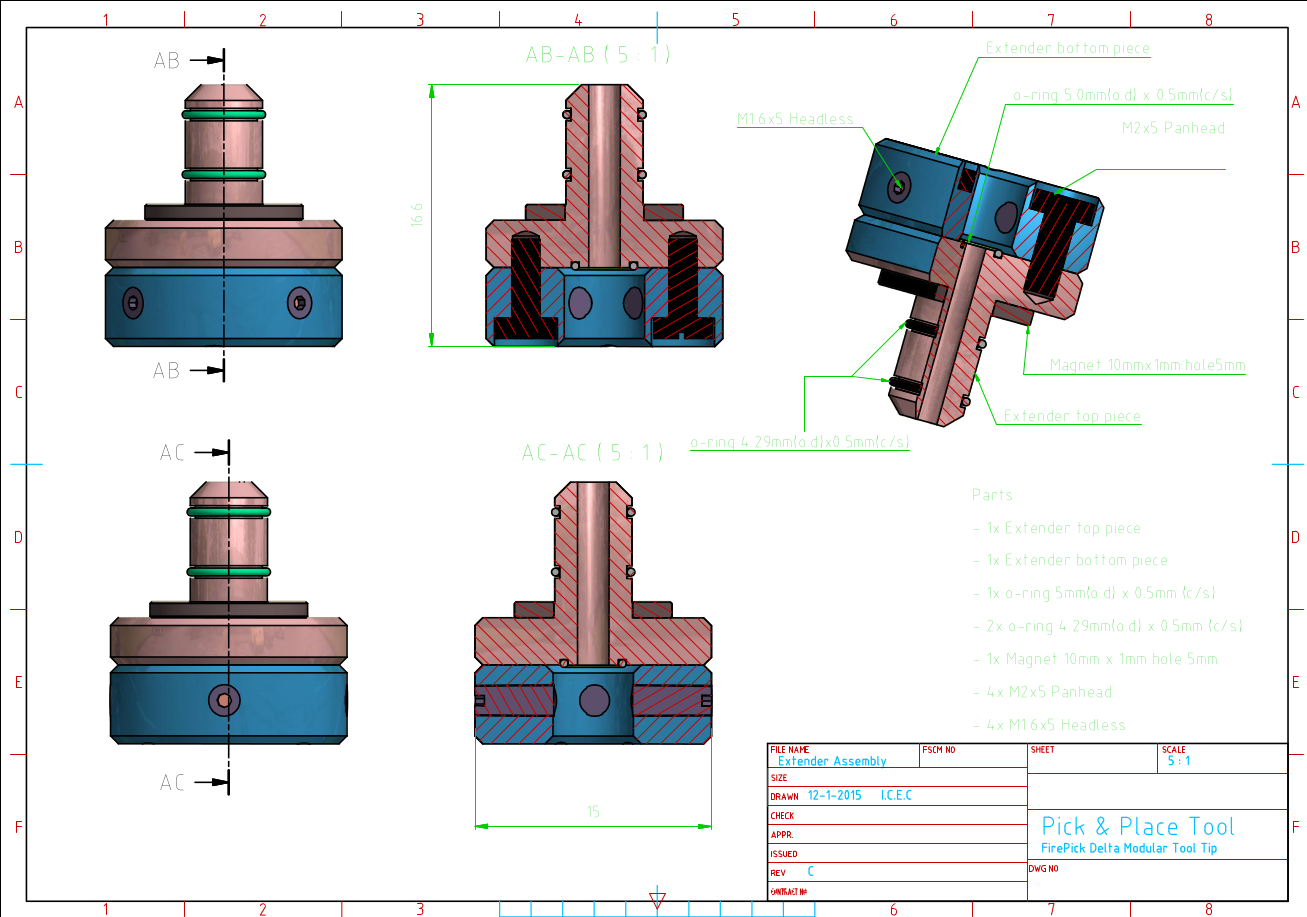 1 2 3 4 5 6 7 8
A A
B B
C C
D D
E E
F F
1 2 3 6 7 8
AB
AB
AB-AB ( 5 : 1 )
16.6
Extender bottom piece
o-ring 5.0mm(o.d) x 0.5mm(c/s)
M1.6x5 Headless
M2x5 Panhead
Magnet 10mmx1mm hole5mm
Extender top piece
o-ring 4.29mm(o.d)x0.5mm(c/s)
AC
AC
AC-AC ( 5 : 1 )
15
Parts
- 1x Extender top piece
- 1x Extender bottom piece
- 1x o-ring 5mm(o.d) x 0.5mm (c/s)
- 2x o-ring 4.29mm(o.d) x 0.5mm (c/s)
- 1x Magnet 10mm x 1mm hole 5mm
- 4x M2x5 Panhead
- 4x M1.6x5 Headless
FILE NAME
Extender Assembly
FSCM NO
SHEET
SCALE
5 : 1
SIZE
DRAWN 12-1-2015 I.C.E.C
CHECK
APPR.
ISSUED
REV C
CONTRACT N#
Pick & Place Tool
FirePick Delta Modular Tool Tip
DWG NO